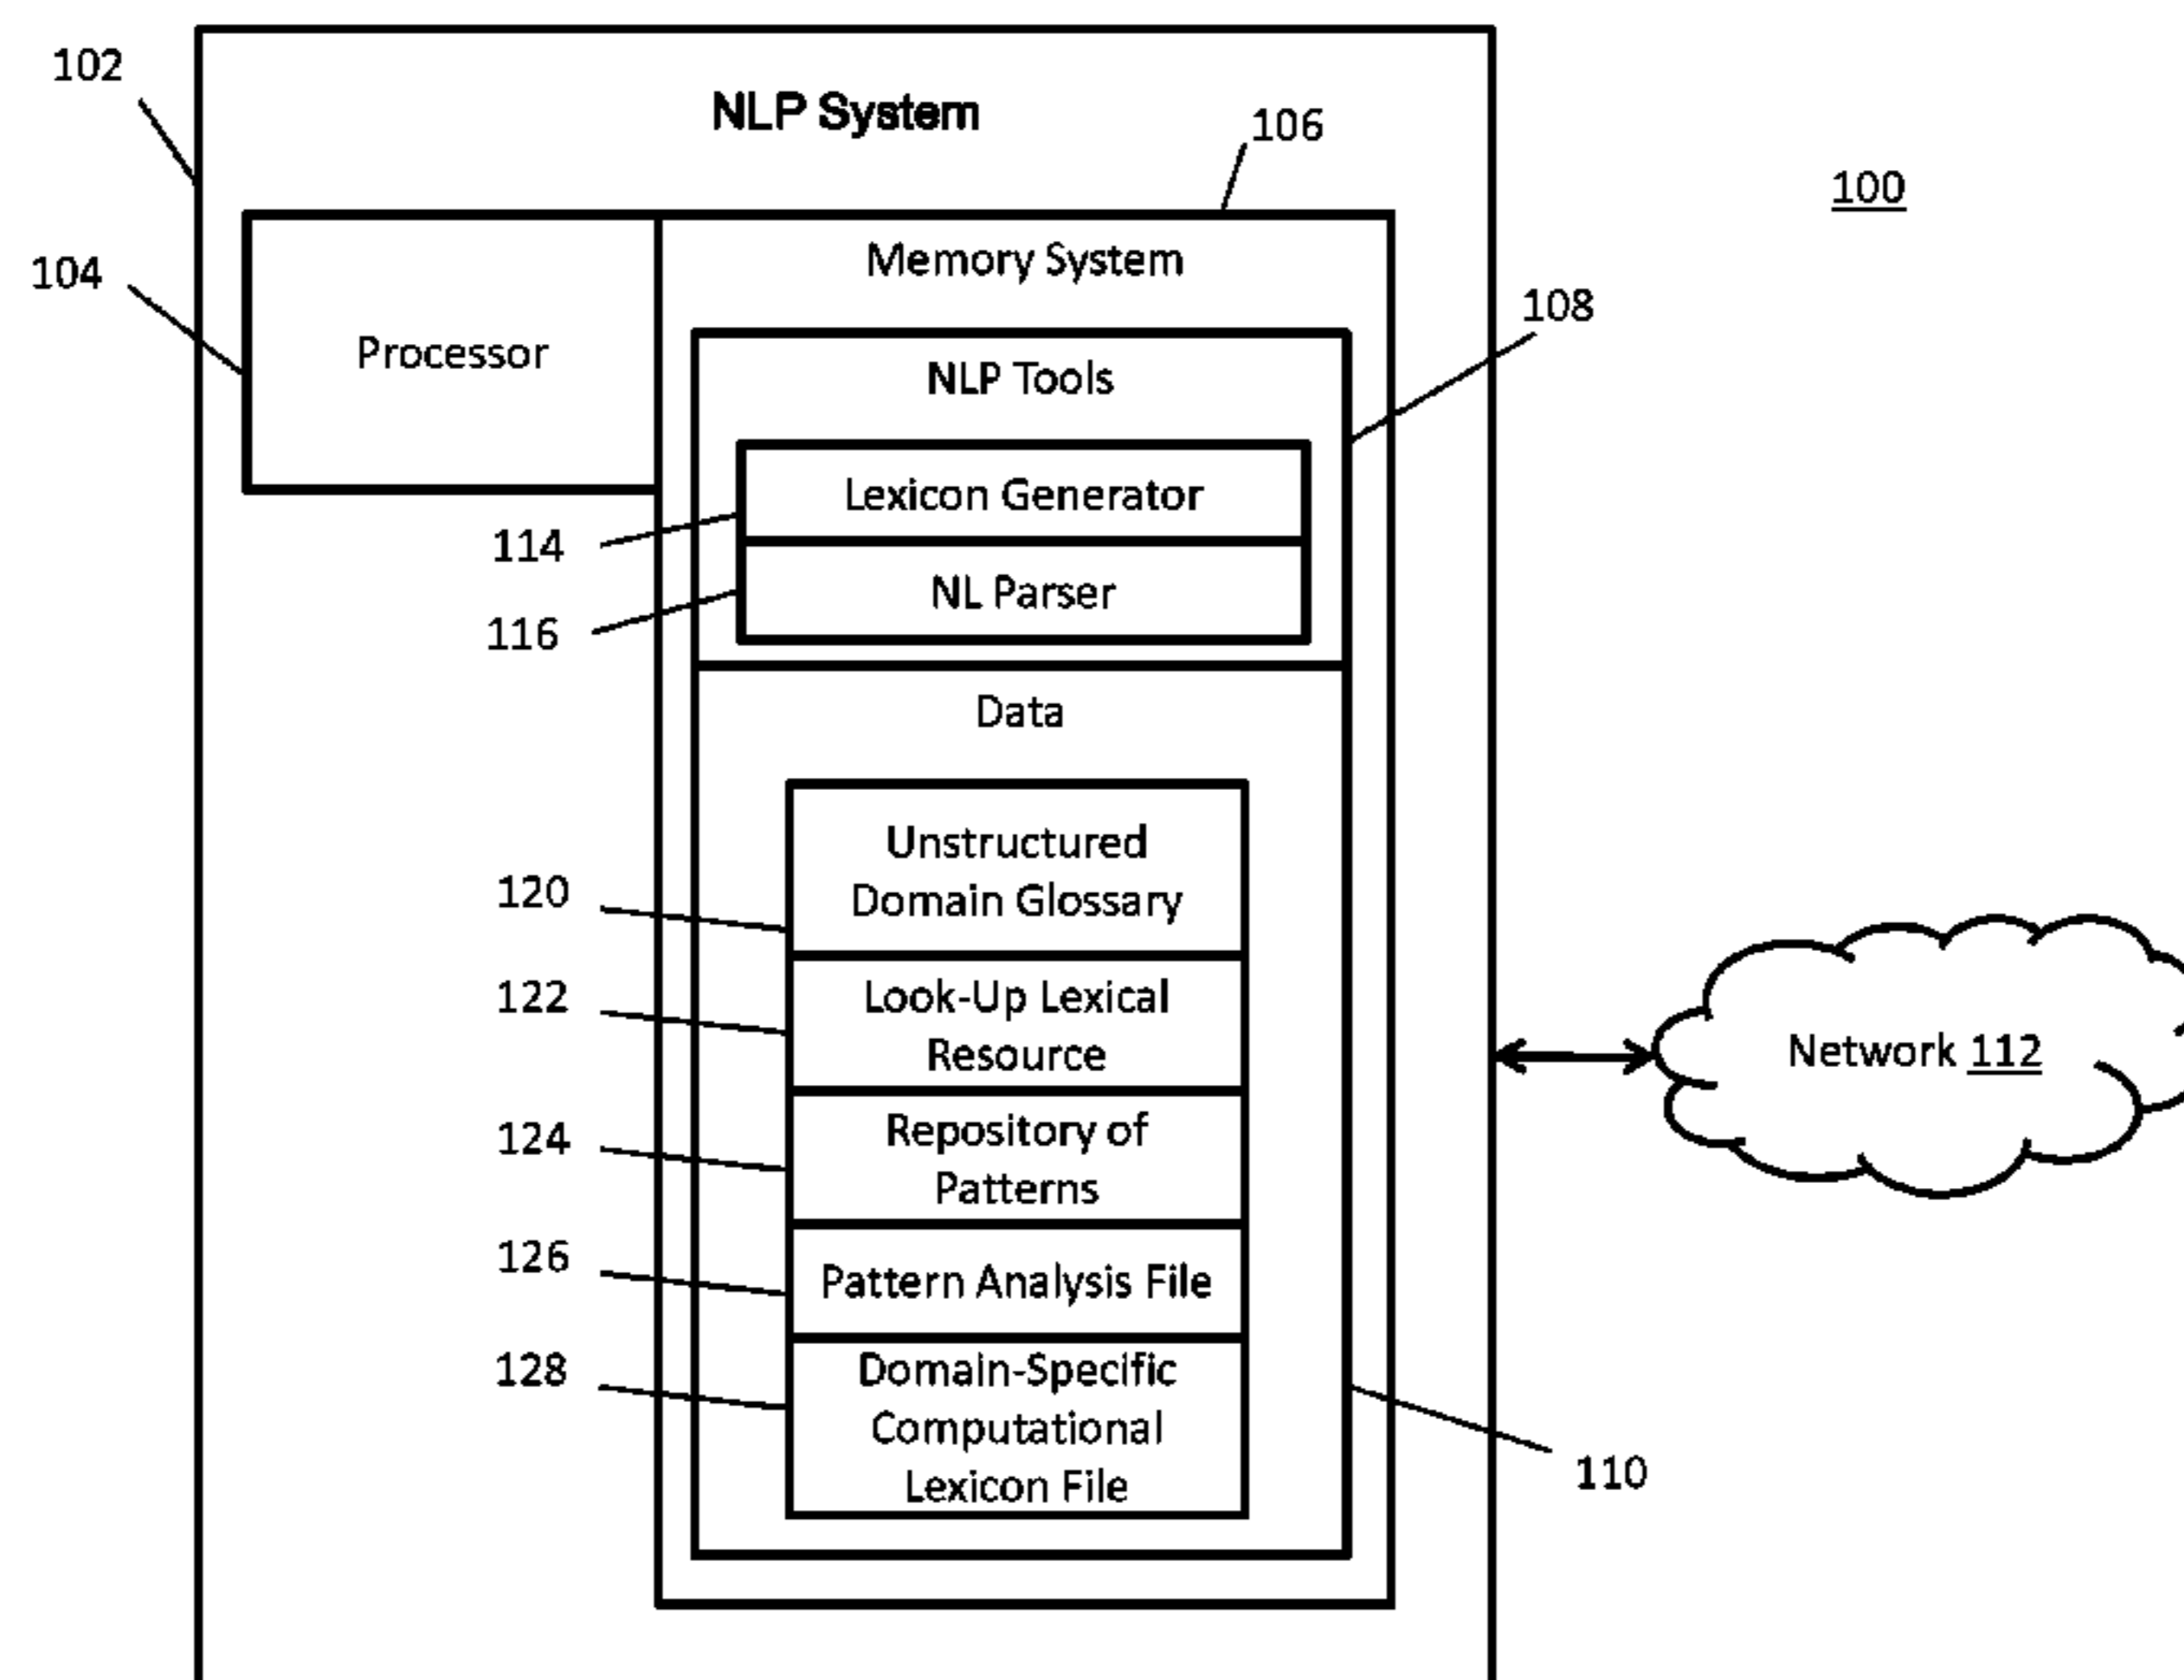 102
NLP System
106
100
Memory System
104
Processor
108
NLP Tools
Lexicon Generator
114
NL Parser
116
Data
Unstructured
Domain Glossary
120
Look-Up Lexical
Resource
122
Network 112
Repository of
Patterns
124
Pattern Analysis File
126
Domain-Specific
Computational
Lexicon File
128
110